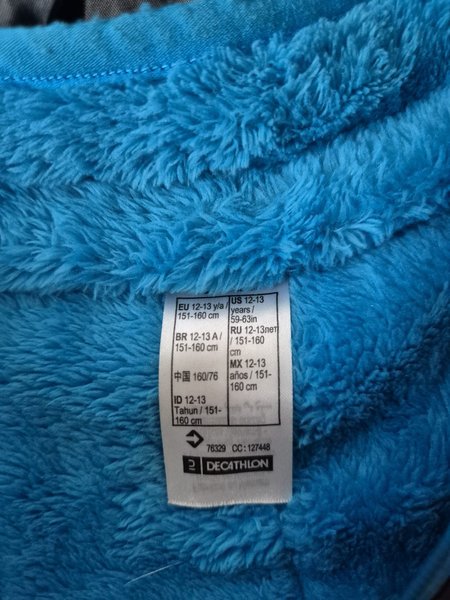 EU 12-13 y/a /
151-160 cm
BR 12-13 A /
151-160 cm
中国 160/76
ID 12-13
Tahun / 151-
160 cm
US 12-13
years /
59-63in
RU 12-13лет
/ 151-160
cm
MX 12-13
años / 151-
160 cm
76329 CC : 127448
DECATHLON